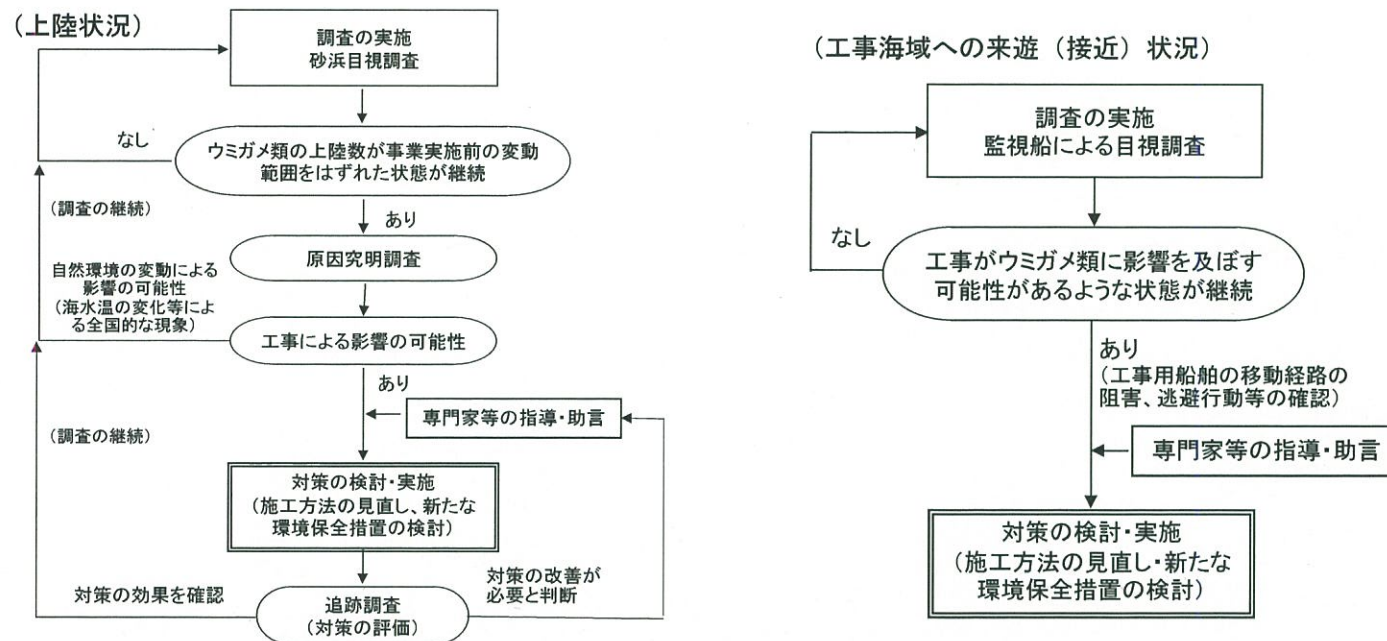 (上陸状況)
調査の実施
砂浜目視調査
なし
ウミガメ類の上陸数が事業実施前の変動
範囲をはずれた状態が継続
(調査の継続)
あり
原因究明調査
自然環境の変動による
影響の可能性
(海水温の変化等によ
る全国的な現象)
工事による影響の可能性
あり
専門家等の指導・助言
(調査の継続)
対策の検討・実施
(施工方法の見直し、新たな
環境保全措置の検討)
対策の効果を確認
対策の改善が
必要と判断
追跡調査
(対策の評価)
(工事海域への来遊(接近)状況)
調査の実施
監視船による目視調査
なし
工事がウミガメ類に影響を及ぼす
可能性があるような状態が継続
あり
(工事用船舶の移動経路の
阻害、逃避行動等の確認)
専門家等の指導・助言
対策の検討・実施
(施工方法の見直し・新たな
環境保全措置の検討)